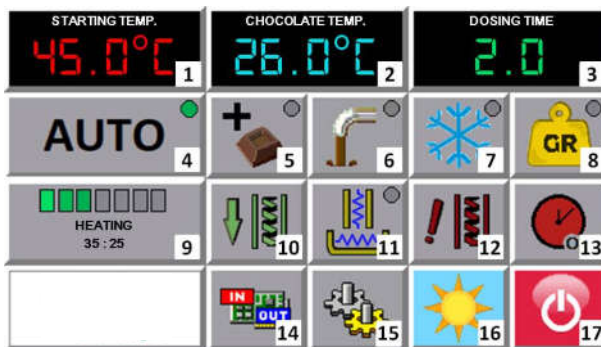 STARTING TEMP.
45.0°C
1
CHOCOLATE TEMP.
26.0°C
2
DOSING TIME
2.0
3
AUTO
4
5
6
7
GR
8
HEATING
35 : 25
9
10
11
12
13
IN
OUT
14
15
16
17